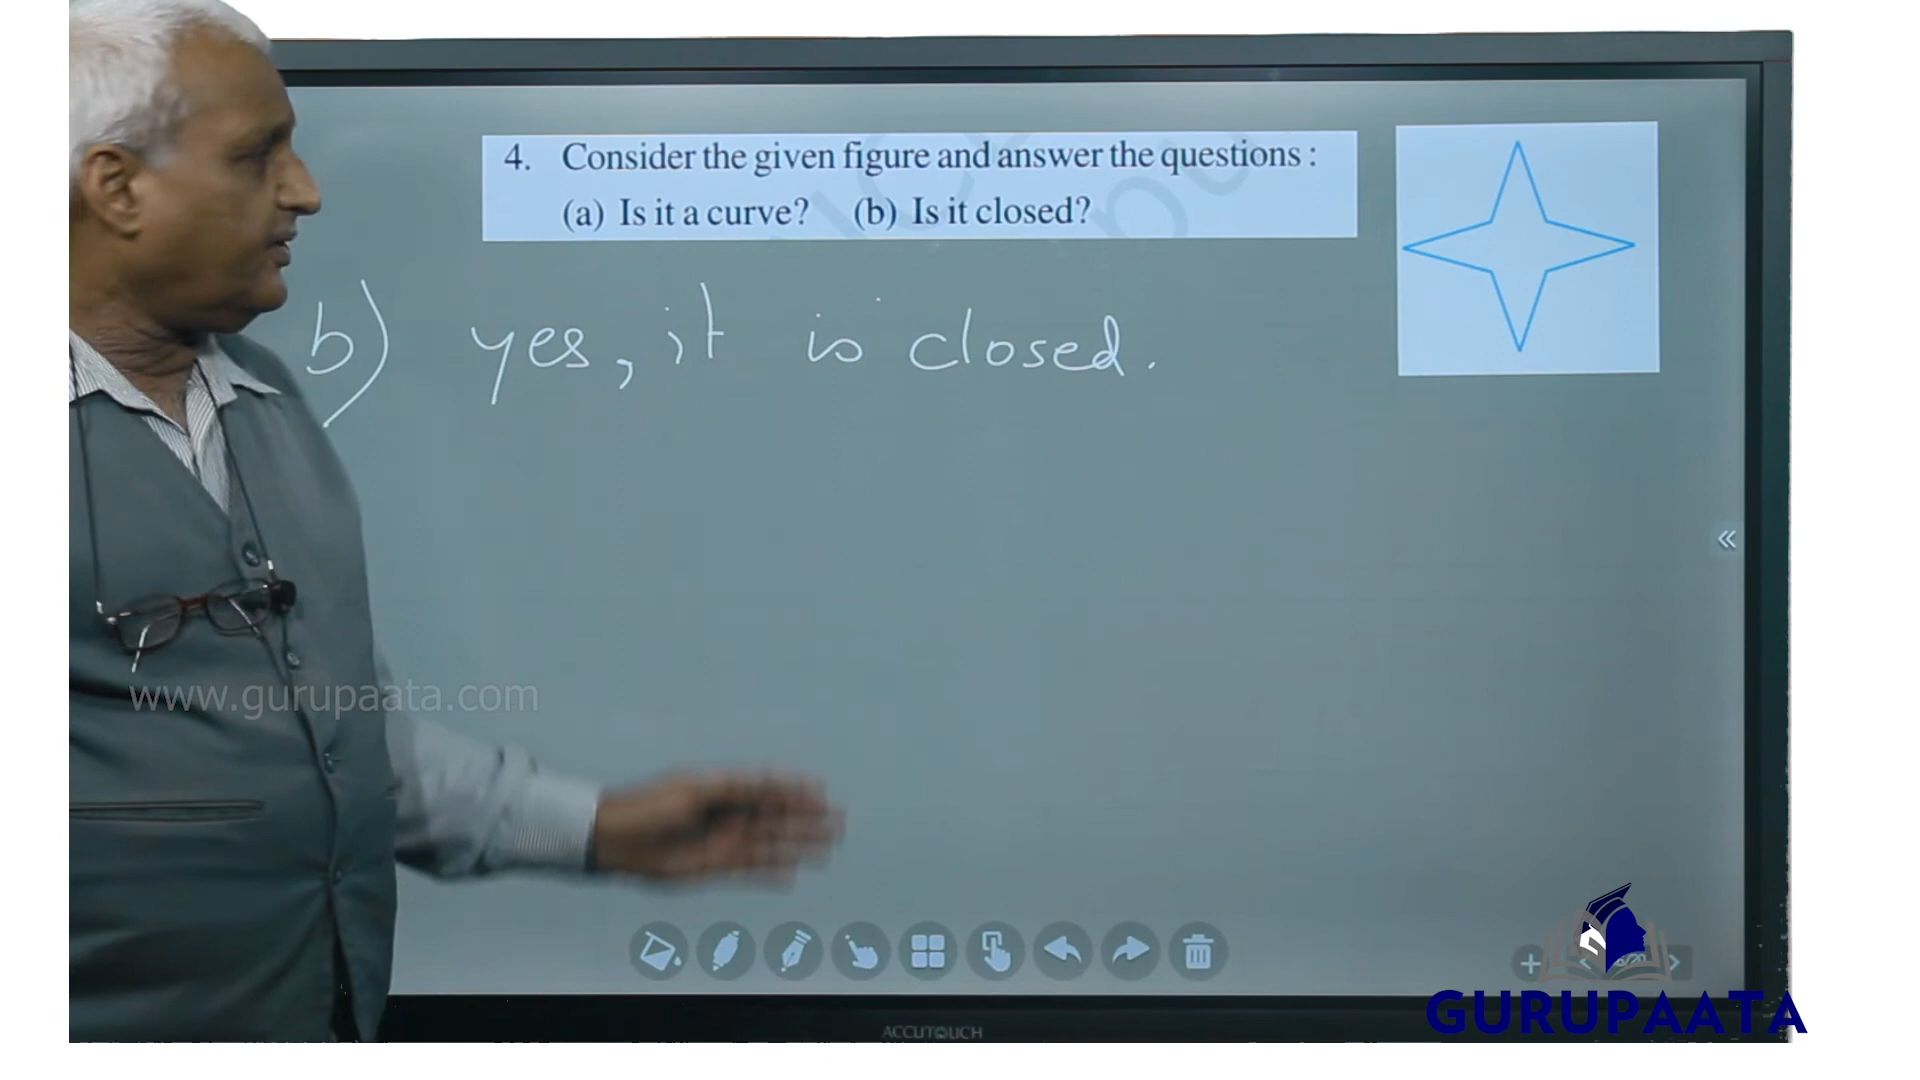 4. Consider the given figure and answer the questions :
(a) Is it a curve? (b) Is it closed?
b) yes, it is closed.
www.gurupaata.com
GURUPAATA